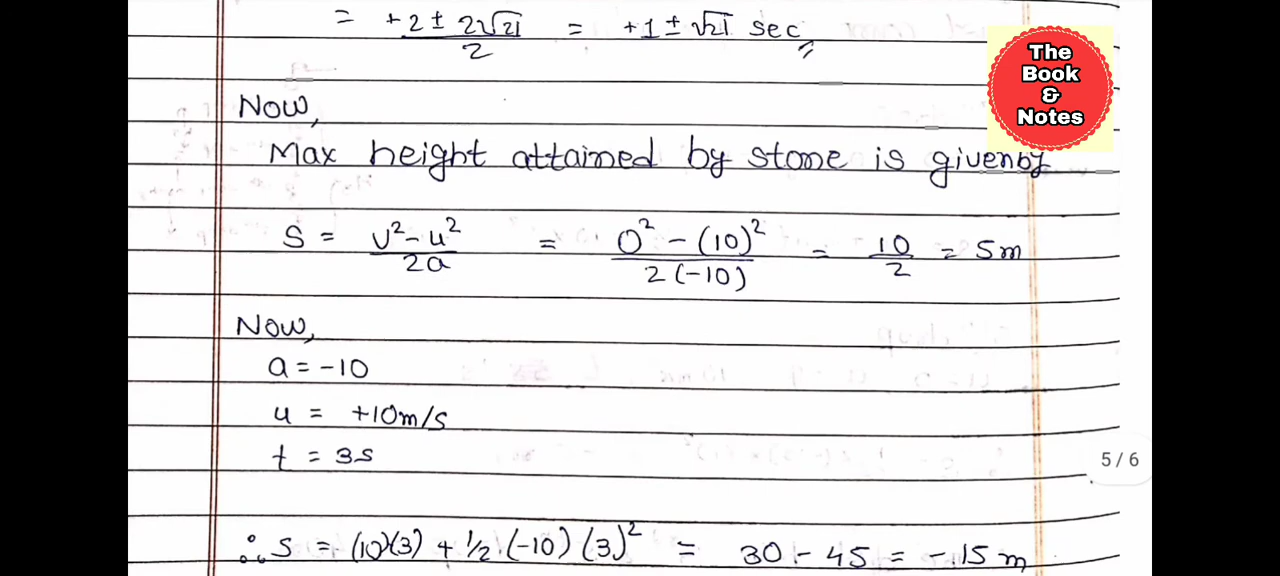 = +2 ± 2√21 / 2 = +1 ± √21 sec
The
Book
&
Notes
Now,
Max height attained by stone is given by
S = v² - u² / 2a = 0² - (10)² / 2(-10) = 10 / 2 = 5m
Now,
a = -10
u = +10m/s
t = 3s
5 / 6
∴ S = (10)(3) + 1/2 (-10) (3)² = 30 - 45 = -15 m